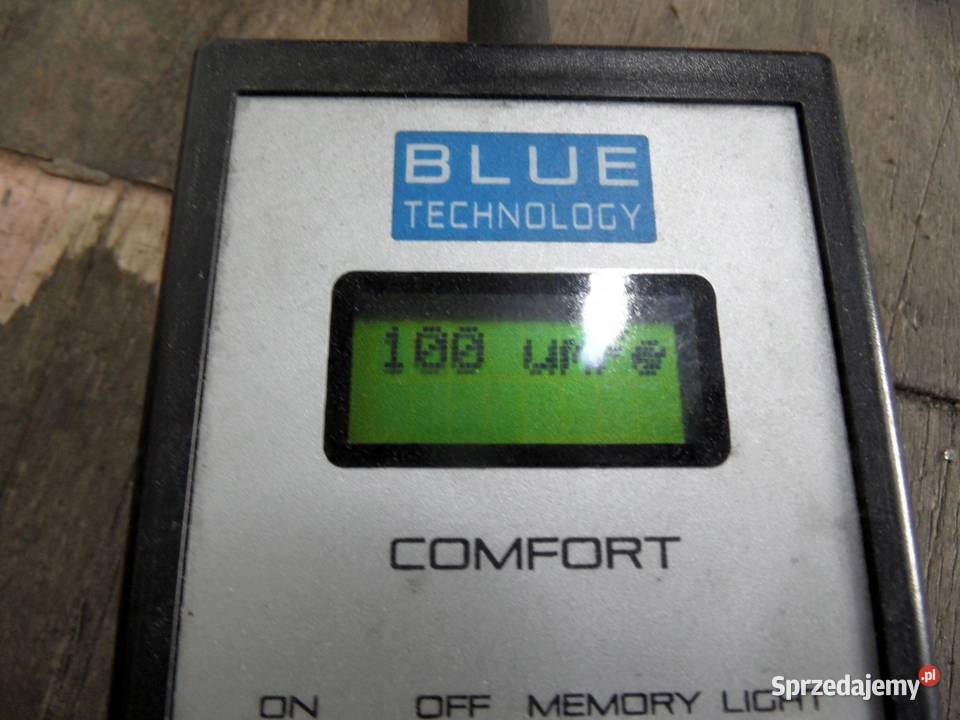 BLUE
TECHNOLOGY
100 um/e
COMFORT
ON OFF MEMORY LIGHT
Sprzedajemy.pl